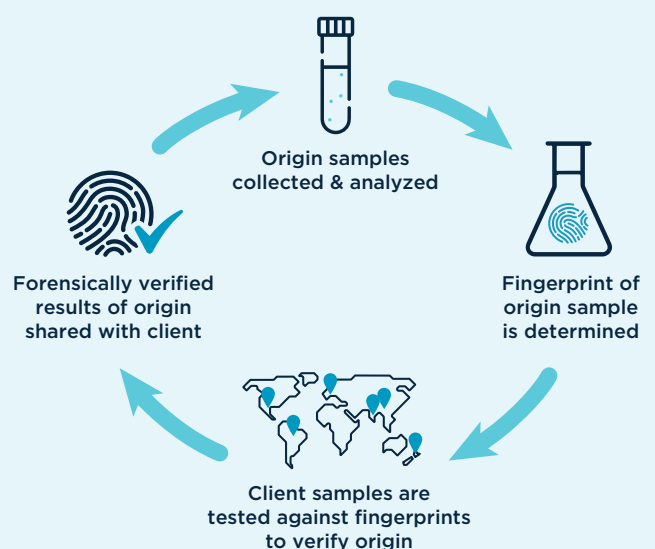 Origin samples
collected & analyzed
Fingerprint of
origin sample
is determined
Client samples are
tested against fingerprints
to verify origin
Forensically verified
results of origin
shared with client